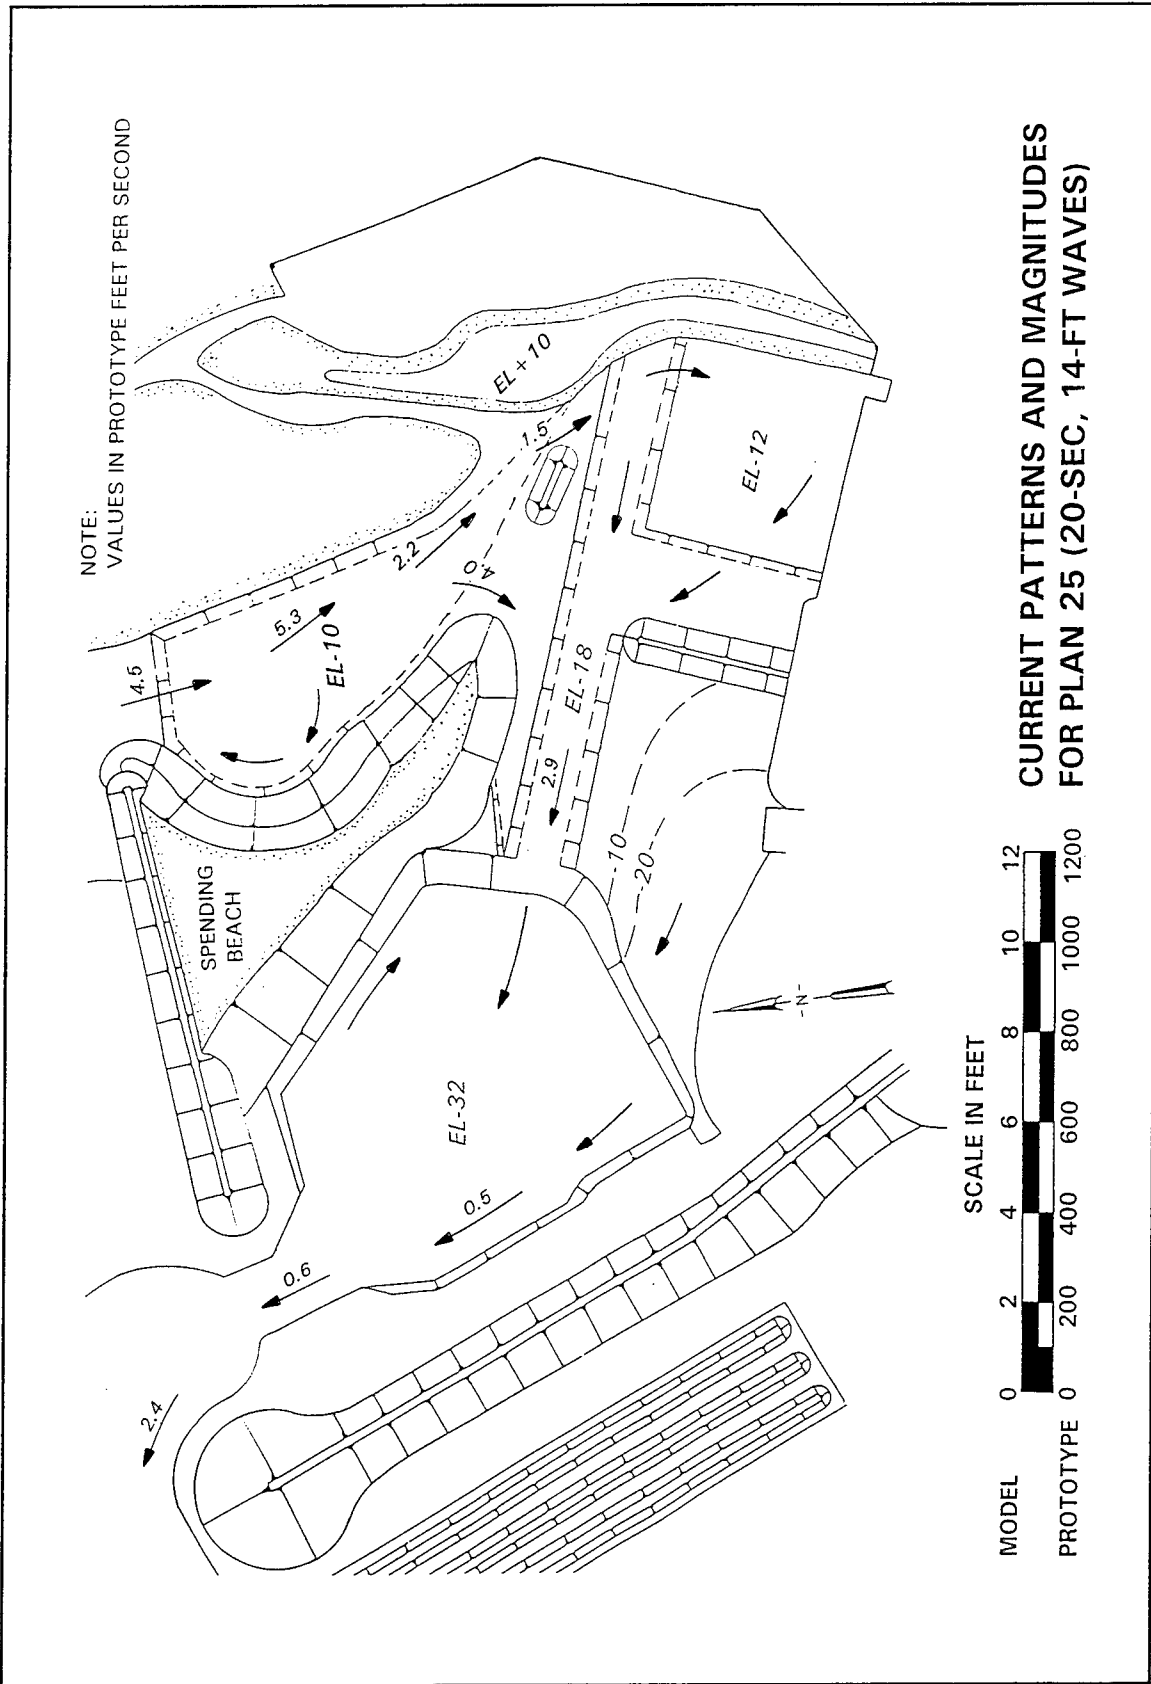 NOTE:
VALUES IN PROTOTYPE FEET PER SECOND
4.5
5.3
EL-10
2.2
4.0
1.5
EL+10
SPENDING
BEACH
EL-12
EL-18
2.9
-10-
-20-
EL-32
0.5
0.6
2.4
-N-
SCALE IN FEET
MODEL 0 2 4 6 8 10 12
PROTOTYPE 0 200 400 600 800 1000 1200
CURRENT PATTERNS AND MAGNITUDES
FOR PLAN 25 (20-SEC, 14-FT WAVES)